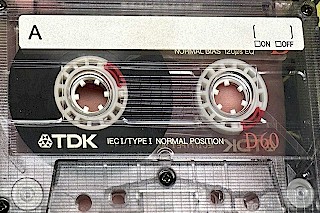 A
[ ]
□ON □OFF
NORMAL BIAS 120µs EQ
TDK IEC I/TYPE I NORMAL POSITION D60